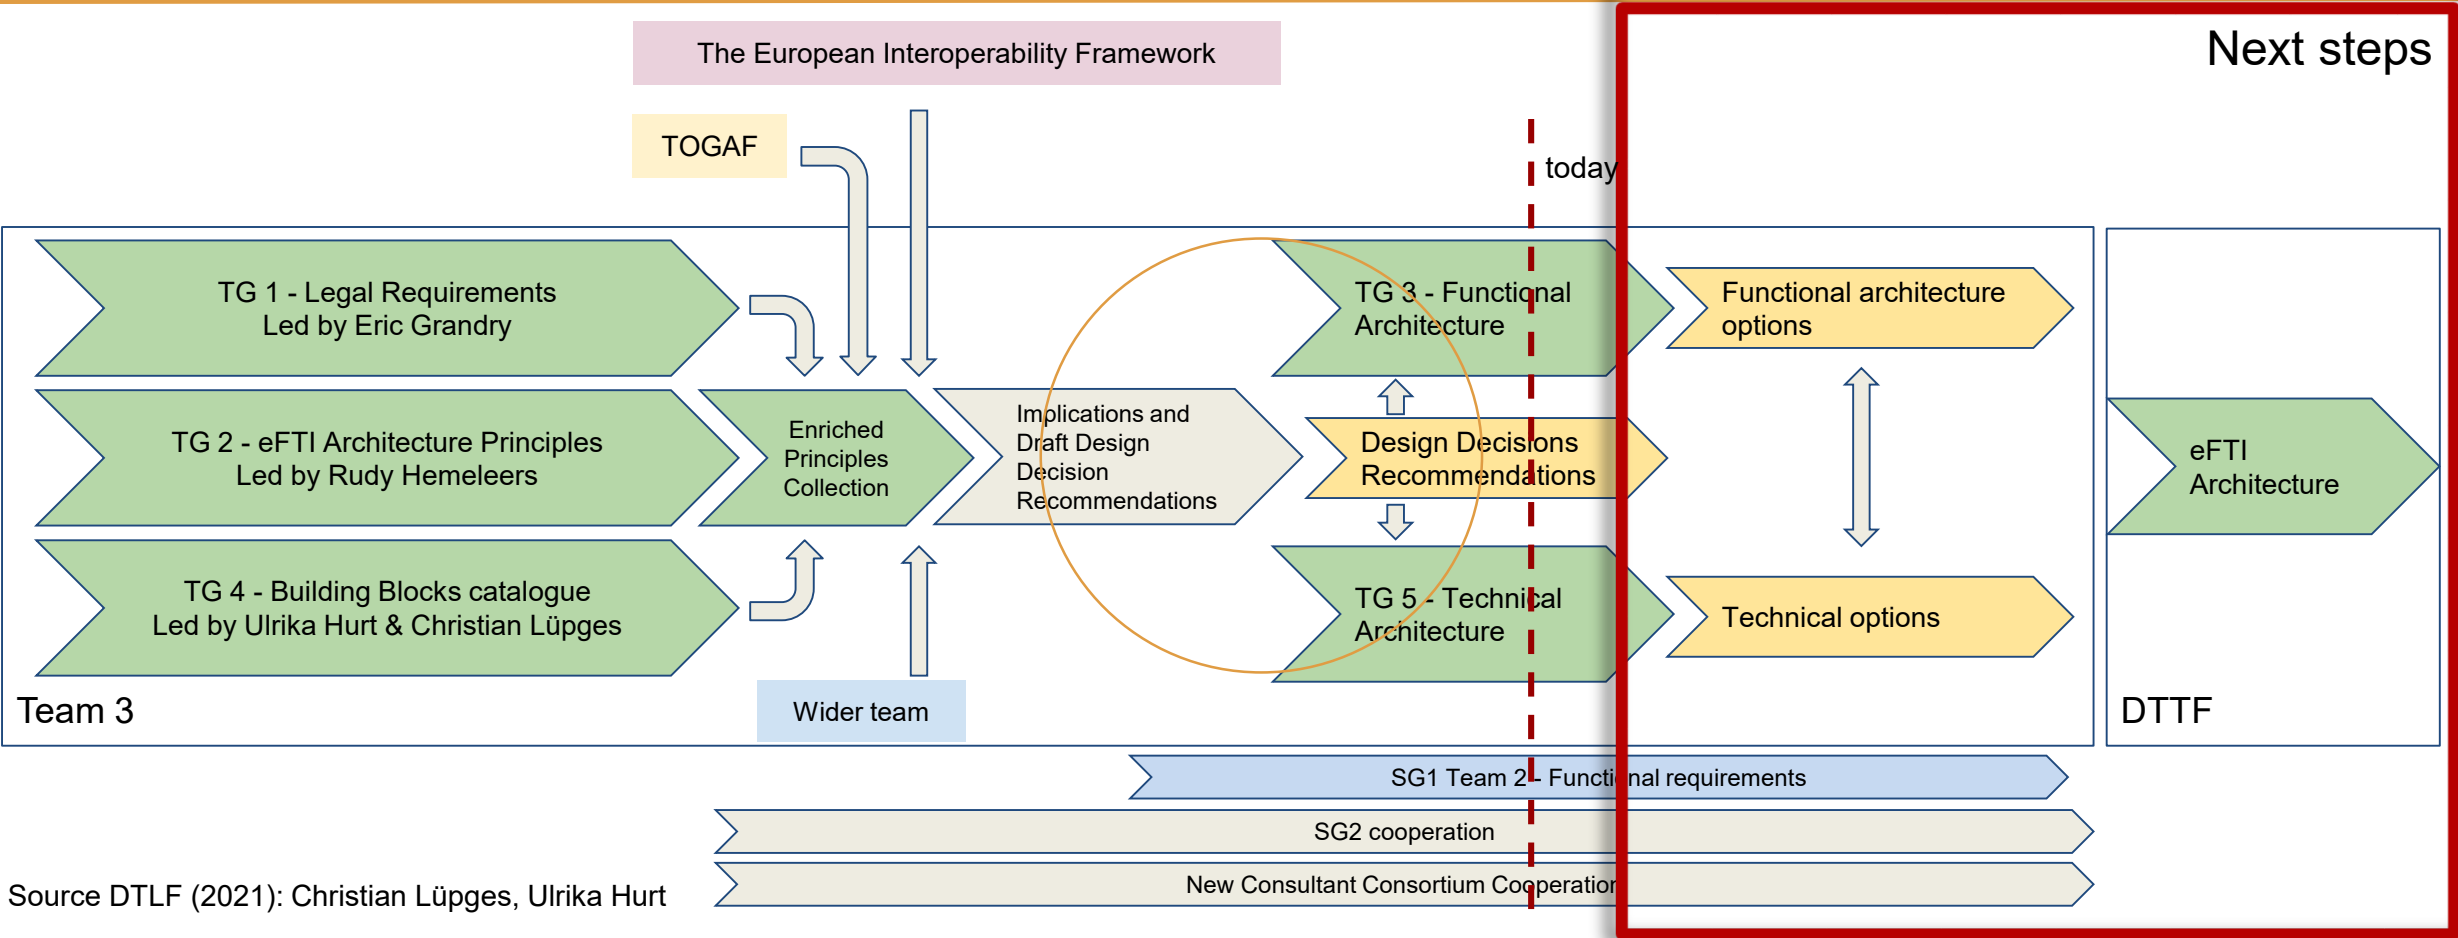 Next steps
The European Interoperability Framework
TOGAF
today
TG 1 - Legal Requirements
Led by Eric Grandry
TG 2 - eFTI Architecture Principles
Led by Rudy Hemeleers
TG 4 - Building Blocks catalogue
Led by Ulrika Hurt & Christian Lüpges
Enriched
Principles
Collection
Implications and
Draft Design
Decision
Recommendations
TG 3 - Functional
Architecture
Design Decisions
Recommendations
TG 5 - Technical
Architecture
Functional architecture
options
Technical options
eFTI
Architecture
Team 3
Wider team
DTTF
SG1 Team 2 - Functional requirements
SG2 cooperation
New Consultant Consortium Cooperation
Source DTLF (2021): Christian Lüpges, Ulrika Hurt